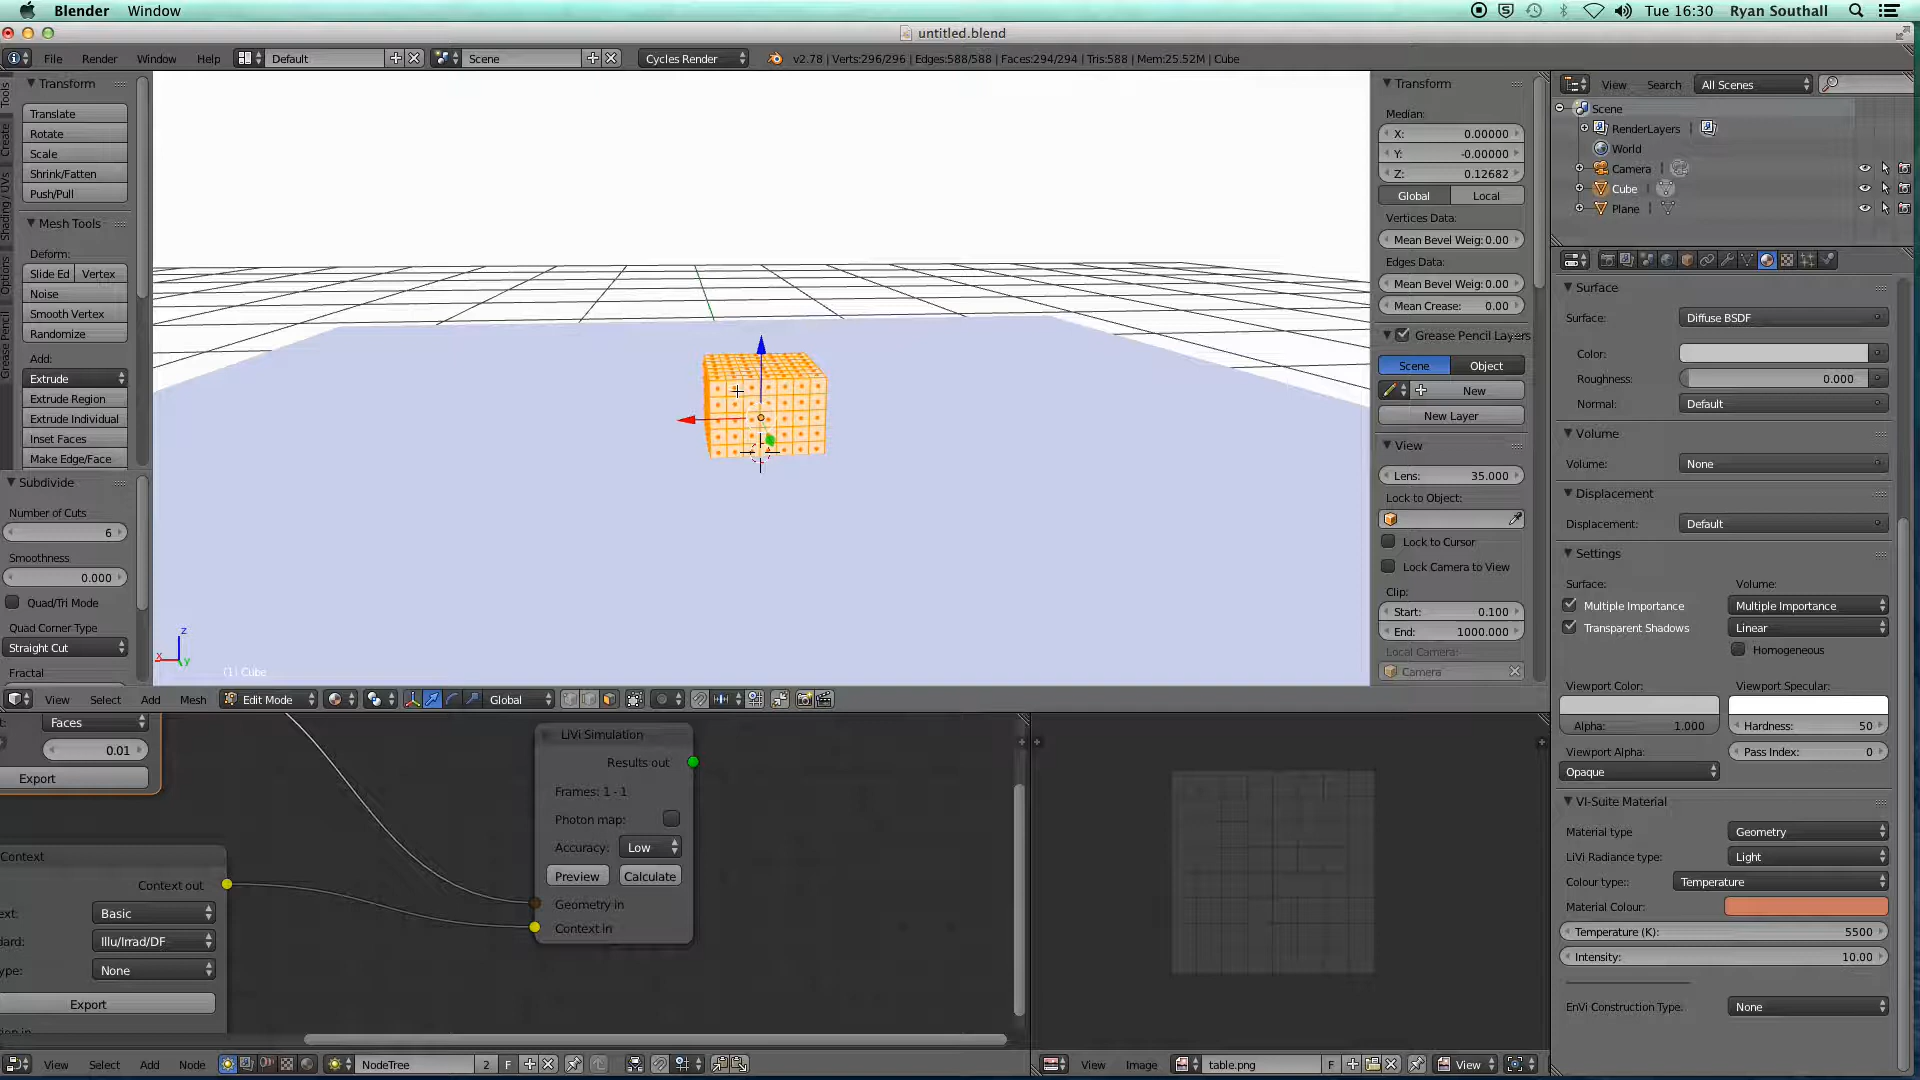 Blender Window Tue 16:30 Ryan Southall
untitled.blend
File Render Window Help Default Scene Cycles Render v2.78 | Verts:296/296 | Edges:588/588 | Faces:294/294 | Tris:588 | Mem:25.52M | Cube
Tools
Create
Shading / UVs
Options
Grease Pencil
Transform
Translate
Rotate
Scale
Shrink/Fatten
Push/Pull
Mesh Tools
Deform:
Slide Ed Vertex
Noise
Smooth Vertex
Randomize
Add:
Extrude
Extrude Region
Extrude Individual
Inset Faces
Make Edge/Face
Subdivide
Number of Cuts
6
Smoothness
0.000
Quad/Tri Mode
Quad Corner Type
Straight Cut
Fractal
z
x
y
(1) Cube
Transform
Median:
X: 0.00000
Y: -0.00000
Z: 0.12682
Global Local
Vertices Data:
Mean Bevel Weig: 0.00
Edges Data:
Mean Bevel Weig: 0.00
Mean Crease: 0.00
Grease Pencil Layers
Scene Object
New
New Layer
View
Lens: 35.000
Lock to Object:
Lock to Cursor
Lock Camera to View
Clip:
Start: 0.100
End: 1000.000
Local Camera:
Camera
View Search All Scenes
Scene
RenderLayers
World
Camera
Cube
Plane
Surface
Surface: Diffuse BSDF
Color:
Roughness: 0.000
Normal: Default
Volume
Volume: None
Displacement
Displacement: Default
Settings
Surface: Volume:
Multiple Importance Multiple Importance
Transparent Shadows Linear
Homogeneous
Viewport Color: Viewport Specular:
Alpha: 1.000 Hardness: 50
Viewport Alpha: Pass Index: 0
Opaque
VI-Suite Material
Material type Geometry
LiVi Radiance type: Light
Colour type:: Temperature
Material Colour:
Temperature (K): 5500
Intensity: 10.00
EnVi Construction Type: None
View Select Add Mesh Edit Mode Global
Faces
0.01
Export
Context
Context out
Basic
Illu/Irrad/DF
None
Export
LiVi Simulation
Results out
Frames: 1 - 1
Photon map:
Accuracy: Low
Preview Calculate
Geometry in
Context in
View Select Add Node NodeTree 2 F
View Image table.png F View